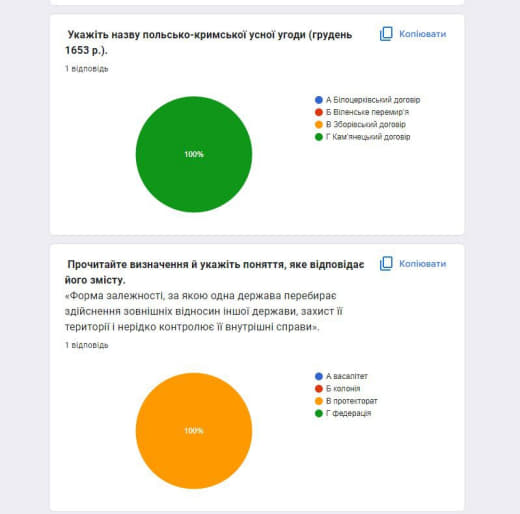 Укажіть назву польсько-кримської усної угоди (грудень
1653 р.).
Копіювати
1 відповідь
100%
А Білоцерківський договір
Б Віленське перемир'я
В Зборівський договір
Г Кам'янецький договір
Прочитайте визначення й укажіть поняття, яке відповідає
його змісту.
Копіювати
«Форма залежності, за якою одна держава перебирає
здійснення зовнішніх відносин іншої держави, захист її
території і нерідко контролює її внутрішні справи».
1 відповідь
100%
А васалітет
Б колонія
В протекторат
Г федерація